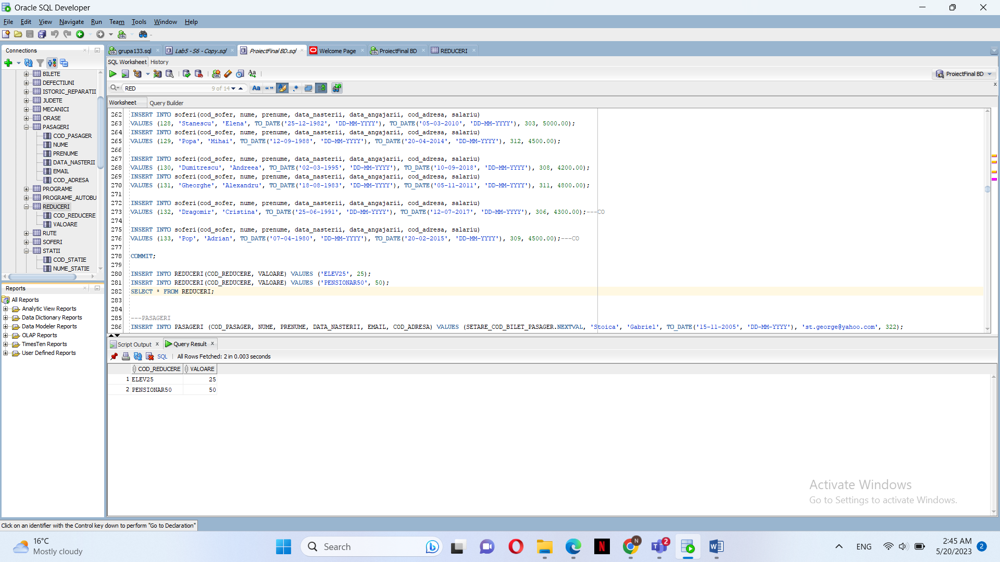 Oracle SQL Developer
File Edit View Navigate Run Team Tools Window Help
Connections
BILETE
DEFECTIUNI
ISTORIC_REPARATII
JUDETE
MECANICI
ORASE
PASAGERI
COD_PASAGER
NUME
PRENUME
DATA_NASTERII
EMAIL
COD_ADRESA
PROGRAME
PROGRAME_AUTOBU
REDUCERI
COD_REDUCERE
VALOARE
RUTE
SOFERI
STATII
COD_STATIE
NUME_STATIE
Reports
All Reports
Analytic View Reports
Data Dictionary Reports
Data Modeler Reports
OLAP Reports
TimesTen Reports
User Defined Reports
grupa133.sql Lab5 - S6 - Copy.sql ProiectFinal BD.sql Welcome Page ProiectFinal BD REDUCERI
SQL Worksheet History
ProiectFinal BD
RED 9 of 14
Worksheet Query Builder
262 INSERT INTO soferi(cod_sofer, nume, prenume, data_nasterii, data_angajarii, cod_adresa, salariu)
263 VALUES (128, 'Stanescu', 'Elena', TO_DATE('25-12-1982', 'DD-MM-YYYY'), TO_DATE('05-03-2010', 'DD-MM-YYYY'), 303, 5000.00);
264 INSERT INTO soferi(cod_sofer, nume, prenume, data_nasterii, data_angajarii, cod_adresa, salariu)
265 VALUES (129, 'Popa', 'Mihai', TO_DATE('12-09-1988', 'DD-MM-YYYY'), TO_DATE('20-04-2014', 'DD-MM-YYYY'), 312, 4500.00);
266
267 INSERT INTO soferi(cod_sofer, nume, prenume, data_nasterii, data_angajarii, cod_adresa, salariu)
268 VALUES (130, 'Dumitrescu', 'Andreea', TO_DATE('02-03-1995', 'DD-MM-YYYY'), TO_DATE('10-09-2018', 'DD-MM-YYYY'), 308, 4200.00);
269 INSERT INTO soferi(cod_sofer, nume, prenume, data_nasterii, data_angajarii, cod_adresa, salariu)
270 VALUES (131, 'Gheorghe', 'Alexandru', TO_DATE('18-08-1983', 'DD-MM-YYYY'), TO_DATE('05-11-2011', 'DD-MM-YYYY'), 311, 4800.00);
271
272 INSERT INTO soferi(cod_sofer, nume, prenume, data_nasterii, data_angajarii, cod_adresa, salariu)
273 VALUES (132, 'Dragomir', 'Cristina', TO_DATE('25-06-1991', 'DD-MM-YYYY'), TO_DATE('12-07-2017', 'DD-MM-YYYY'), 306, 4300.00);---CO
274
275 INSERT INTO soferi(cod_sofer, nume, prenume, data_nasterii, data_angajarii, cod_adresa, salariu)
276 VALUES (133, 'Pop', 'Adrian', TO_DATE('07-04-1980', 'DD-MM-YYYY'), TO_DATE('20-02-2015', 'DD-MM-YYYY'), 309, 4500.00);---CO
277
278 COMMIT;
279
280 INSERT INTO REDUCERI(COD_REDUCERE, VALOARE) VALUES ('ELEV25', 25);
281 INSERT INTO REDUCERI(COD_REDUCERE, VALOARE) VALUES ('PENSIONAR50', 50);
282 SELECT * FROM REDUCERI;
283
284
285 ---PASAGERI
286 INSERT INTO PASAGERI (COD_PASAGER, NUME, PRENUME, DATA_NASTERII, EMAIL, COD_ADRESA) VALUES (SETARE_COD_BILET_PASAGER.NEXTVAL, 'Stoica', 'Gabriel', TO_DATE('15-11-2005', 'DD-MM-YYYY'), 'st.george@yahoo.com', 322);
Script Output Query Result
SQL All Rows Fetched: 2 in 0.003 seconds
COD_REDUCERE VALOARE
1 ELEV25 25
2 PENSIONAR50 50
Activate Windows
Go to Settings to activate Windows.
Click on an identifier with the Control key down to perform "Go to Declaration"
16°C
Mostly cloudy
Search
N
2
ENG
2:45 AM
5/20/2023
2